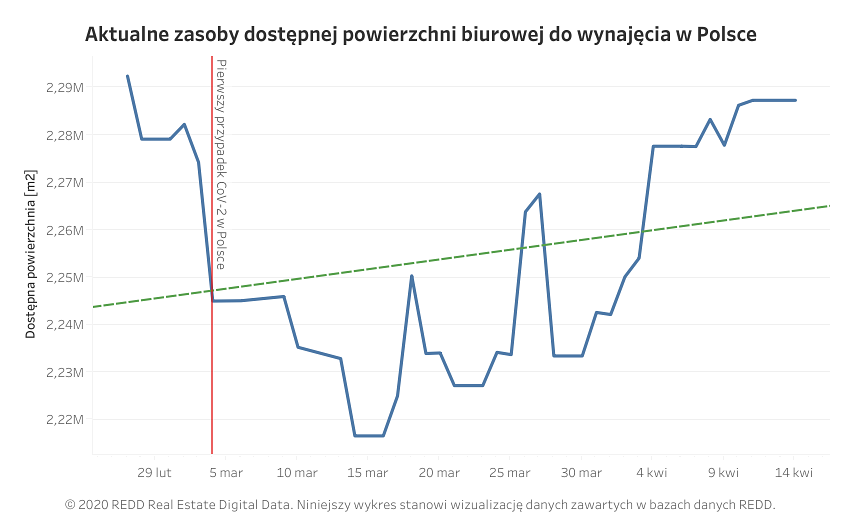 Aktualne zasoby dostępnej powierzchni biurowej do wynajęcia w Polsce
Dostępna powierzchnia [m2]
2,29M
2,28M
2,27M
2,26M
2,25M
2,24M
2,23M
2,22M
Pierwszy przypadek CoV-2 w Polsce
29 lut
5 mar
10 mar
15 mar
20 mar
25 mar
30 mar
4 kwi
9 kwi
14 kwi
© 2020 REDD Real Estate Digital Data. Niniejszy wykres stanowi wizualizację danych zawartych w bazach danych REDD.